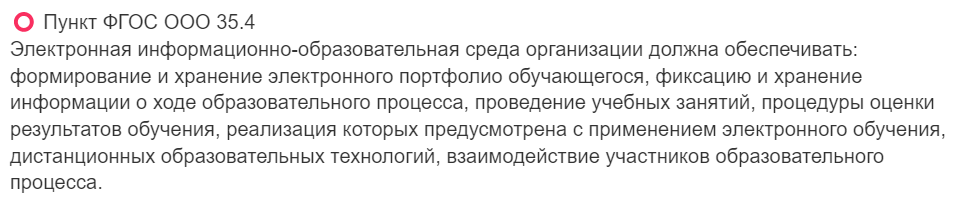 Пункт ФГОС ООО 35.4
Электронная информационно-образовательная среда организации должна обеспечивать:
формирование и хранение электронного портфолио обучающегося, фиксацию и хранение
информации о ходе образовательного процесса, проведение учебных занятий, процедуры оценки
результатов обучения, реализация которых предусмотрена с применением электронного обучения,
дистанционных образовательных технологий, взаимодействие участников образовательного
процесса.